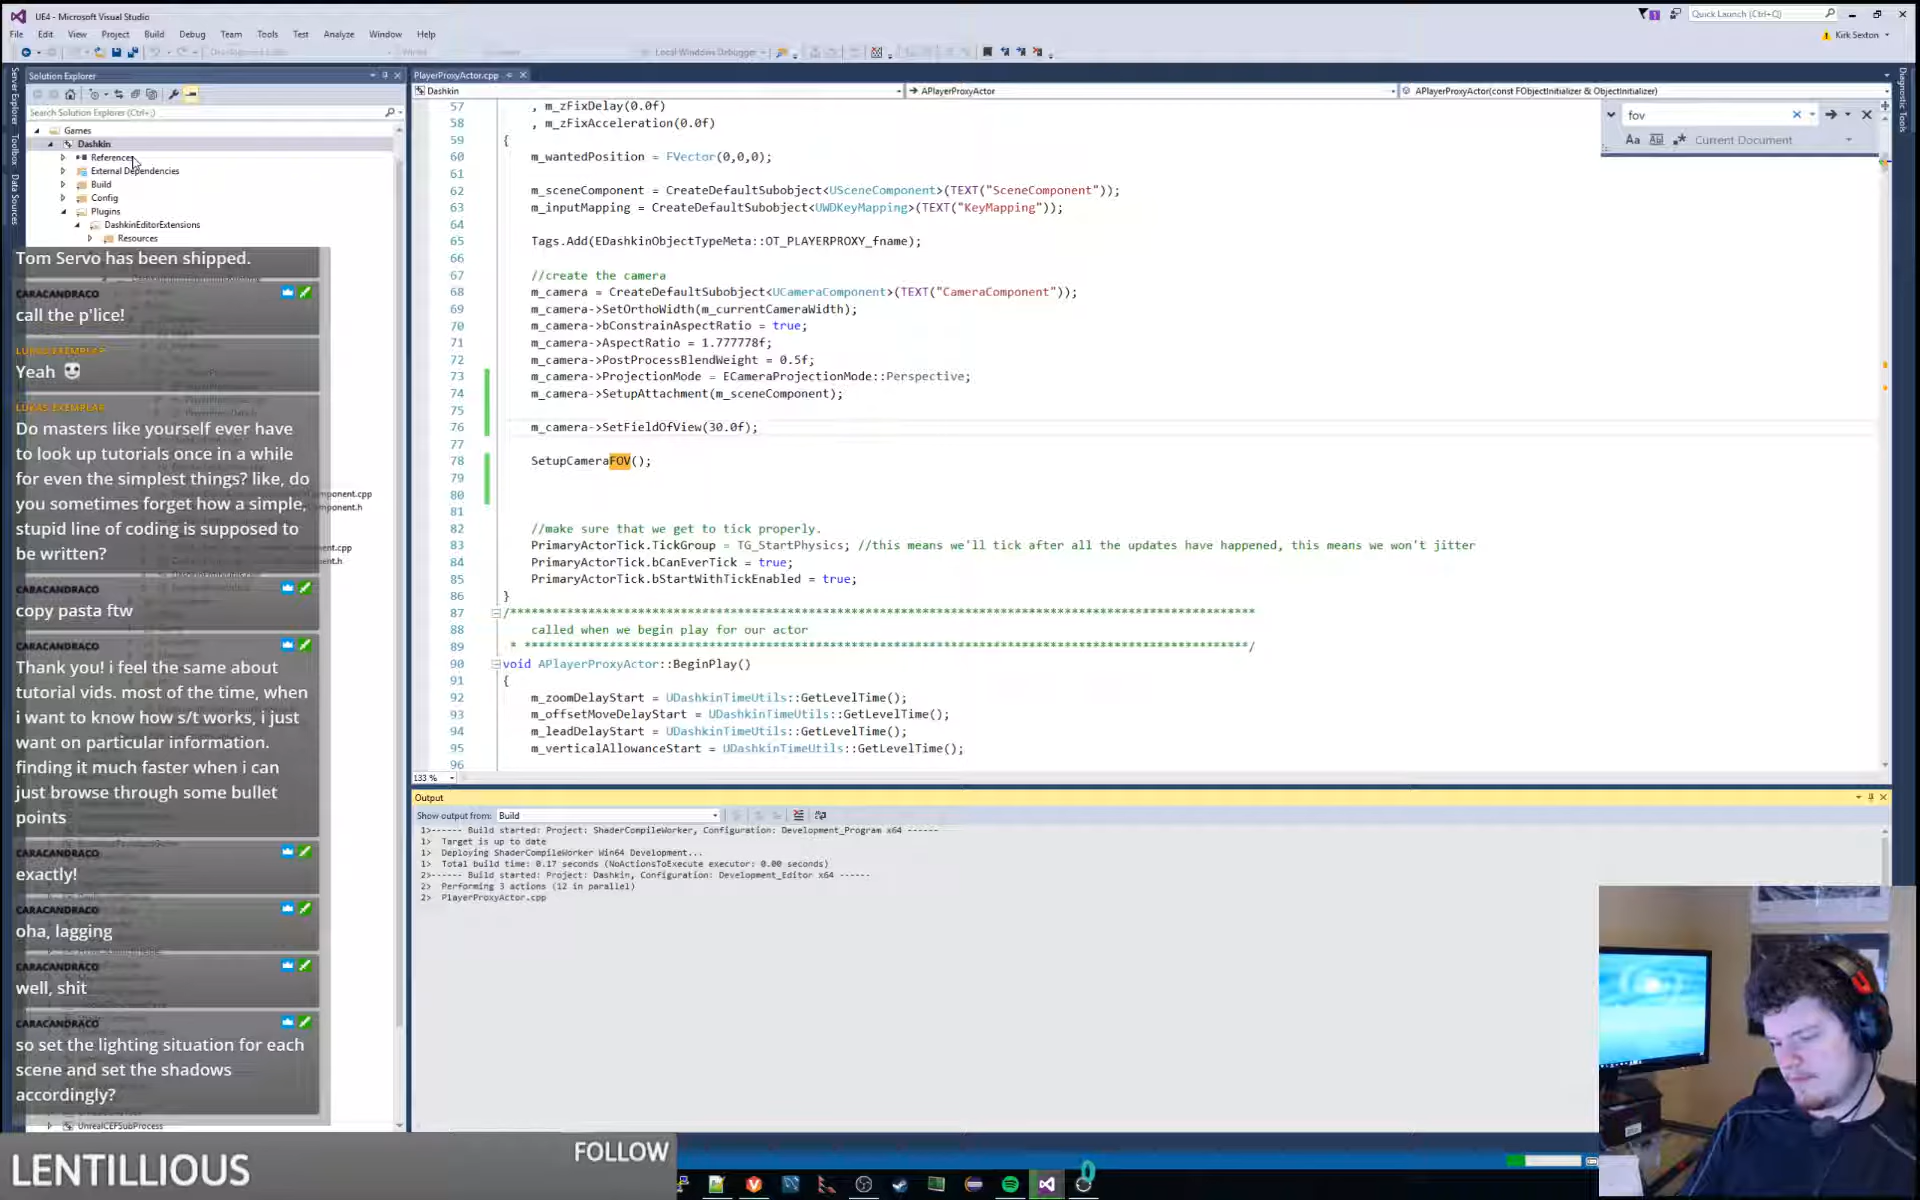 UE4 - Microsoft Visual Studio
Quick Launch (Ctrl+Q)
File Edit View Project Build Debug Team Tools Test Analyze Window Help
Kirk Sexton
Local Windows Debugger
Server Explorer
Toolbox
Data Sources
Diagnostic Tools
Solution Explorer
Search Solution Explorer (Ctrl+;)
Games
Dashkin
References
External Dependencies
Build
Config
Plugins
DashkinEditorExtensions
Resources
UnrealCEFSubProcess
Tom Servo has been shipped.
CARACANDRACO
call the p'lice!
LUKAS_EXEMPLAR
Yeah
LUKAS_EXEMPLAR
Do masters like yourself ever have
to look up tutorials once in a while
for even the simplest things? like, do
you sometimes forget how a simple,
stupid line of coding is supposed to
be written?
CARACANDRACO
copy pasta ftw
CARACANDRACO
Thank you! i feel the same about
tutorial vids. most of the time, when
i want to know how s/t works, i just
want on particular information.
finding it much faster when i can
just browse through some bullet
points
CARACANDRACO
exactly!
CARACANDRACO
oha, lagging
CARACANDRACO
well, shit
CARACANDRACO
so set the lighting situation for each
scene and set the shadows
accordingly?
PlayerProxyActor.cpp
Dashkin
APlayerProxyActor
APlayerProxyActor(const FObjectInitializer & ObjectInitializer)
fov
Current Document
57 , m_zFixDelay(0.0f)
58 , m_zFixAcceleration(0.0f)
59 {
60 m_wantedPosition = FVector(0,0,0);
61
62 m_sceneComponent = CreateDefaultSubobject<USceneComponent>(TEXT("SceneComponent"));
63 m_inputMapping = CreateDefaultSubobject<UWDKeyMapping>(TEXT("KeyMapping"));
64
65 Tags.Add(EDashkinObjectTypeMeta::OT_PLAYERPROXY_fname);
66
67 //create the camera
68 m_camera = CreateDefaultSubobject<UCameraComponent>(TEXT("CameraComponent"));
69 m_camera->SetOrthoWidth(m_currentCameraWidth);
70 m_camera->bConstrainAspectRatio = true;
71 m_camera->AspectRatio = 1.777778f;
72 m_camera->PostProcessBlendWeight = 0.5f;
73 m_camera->ProjectionMode = ECameraProjectionMode::Perspective;
74 m_camera->SetupAttachment(m_sceneComponent);
75
76 m_camera->SetFieldOfView(30.0f);
77
78 SetupCameraFOV();
79
80
81
82 //make sure that we get to tick properly.
83 PrimaryActorTick.TickGroup = TG_StartPhysics; //this means we'll tick after all the updates have happened, this means we won't jitter
84 PrimaryActorTick.bCanEverTick = true;
85 PrimaryActorTick.bStartWithTickEnabled = true;
86 }
87 /*********************************************************************************************************
88 called when we begin play for our actor
89 * ********************************************************************************************************/
90 void APlayerProxyActor::BeginPlay()
91 {
92 m_zoomDelayStart = UDashkinTimeUtils::GetLevelTime();
93 m_offsetMoveDelayStart = UDashkinTimeUtils::GetLevelTime();
94 m_leadDelayStart = UDashkinTimeUtils::GetLevelTime();
95 m_verticalAllowanceStart = UDashkinTimeUtils::GetLevelTime();
96
133 %
Output
Show output from: Build
1>------ Build started: Project: ShaderCompileWorker, Configuration: Development_Program x64 ------
1> Target is up to date
1> Deploying ShaderCompileWorker Win64 Development...
1> Total build time: 0.17 seconds (NoActionsToExecute executor: 0.00 seconds)
2>------ Build started: Project: Dashkin, Configuration: Development_Editor x64 ------
2> Performing 3 actions (12 in parallel)
2> PlayerProxyActor.cpp
LENTILLIOUS
FOLLOW